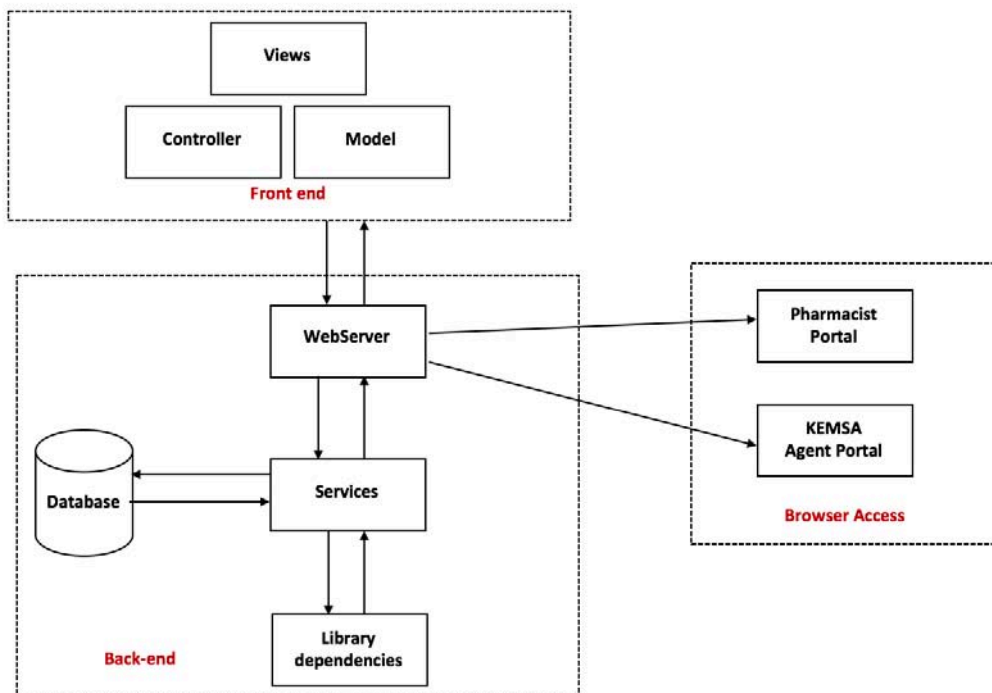 Views
Controller
Model
Front end
WebServer
Pharmacist
Portal
KEMSA
Agent Portal
Browser Access
Database
Services
Library
dependencies
Back-end